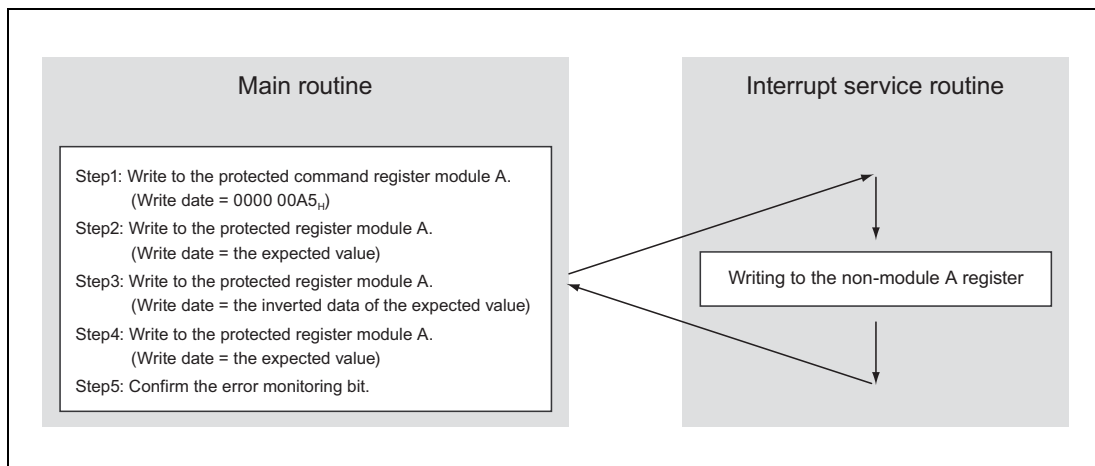 Main routine
Step1: Write to the protected command register module A.
(Write date = 0000 00A5H)
Step2: Write to the protected register module A.
(Write date = the expected value)
Step3: Write to the protected register module A.
(Write date = the inverted data of the expected value)
Step4: Write to the protected register module A.
(Write date = the expected value)
Step5: Confirm the error monitoring bit.
Interrupt service routine
Writing to the non-module A register